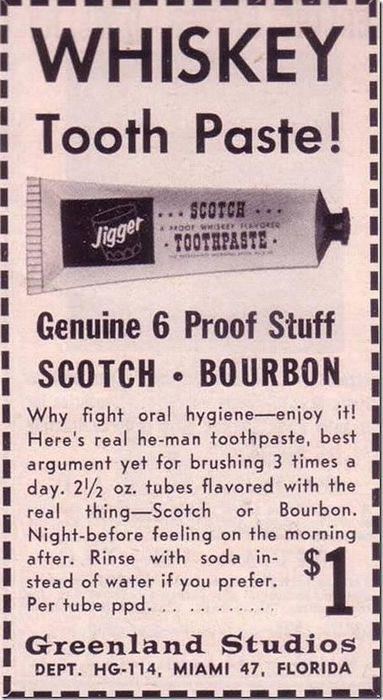 WHISKEY
Tooth Paste!
Jigger
SCOTCH
PROOF WHISKEY FLAVORED
TOOTHPASTE
Genuine 6 Proof Stuff
SCOTCH • BOURBON
Why fight oral hygiene—enjoy it!
Here's real he-man toothpaste, best
argument yet for brushing 3 times a
day. 2½ oz. tubes flavored with the
real thing—Scotch or Bourbon.
Night-before feeling on the morning
after. Rinse with soda in-
stead of water if you prefer.
Per tube ppd. . . . . . . . . . . .
$1
Greenland Studios
DEPT. HG-114, MIAMI 47, FLORIDA